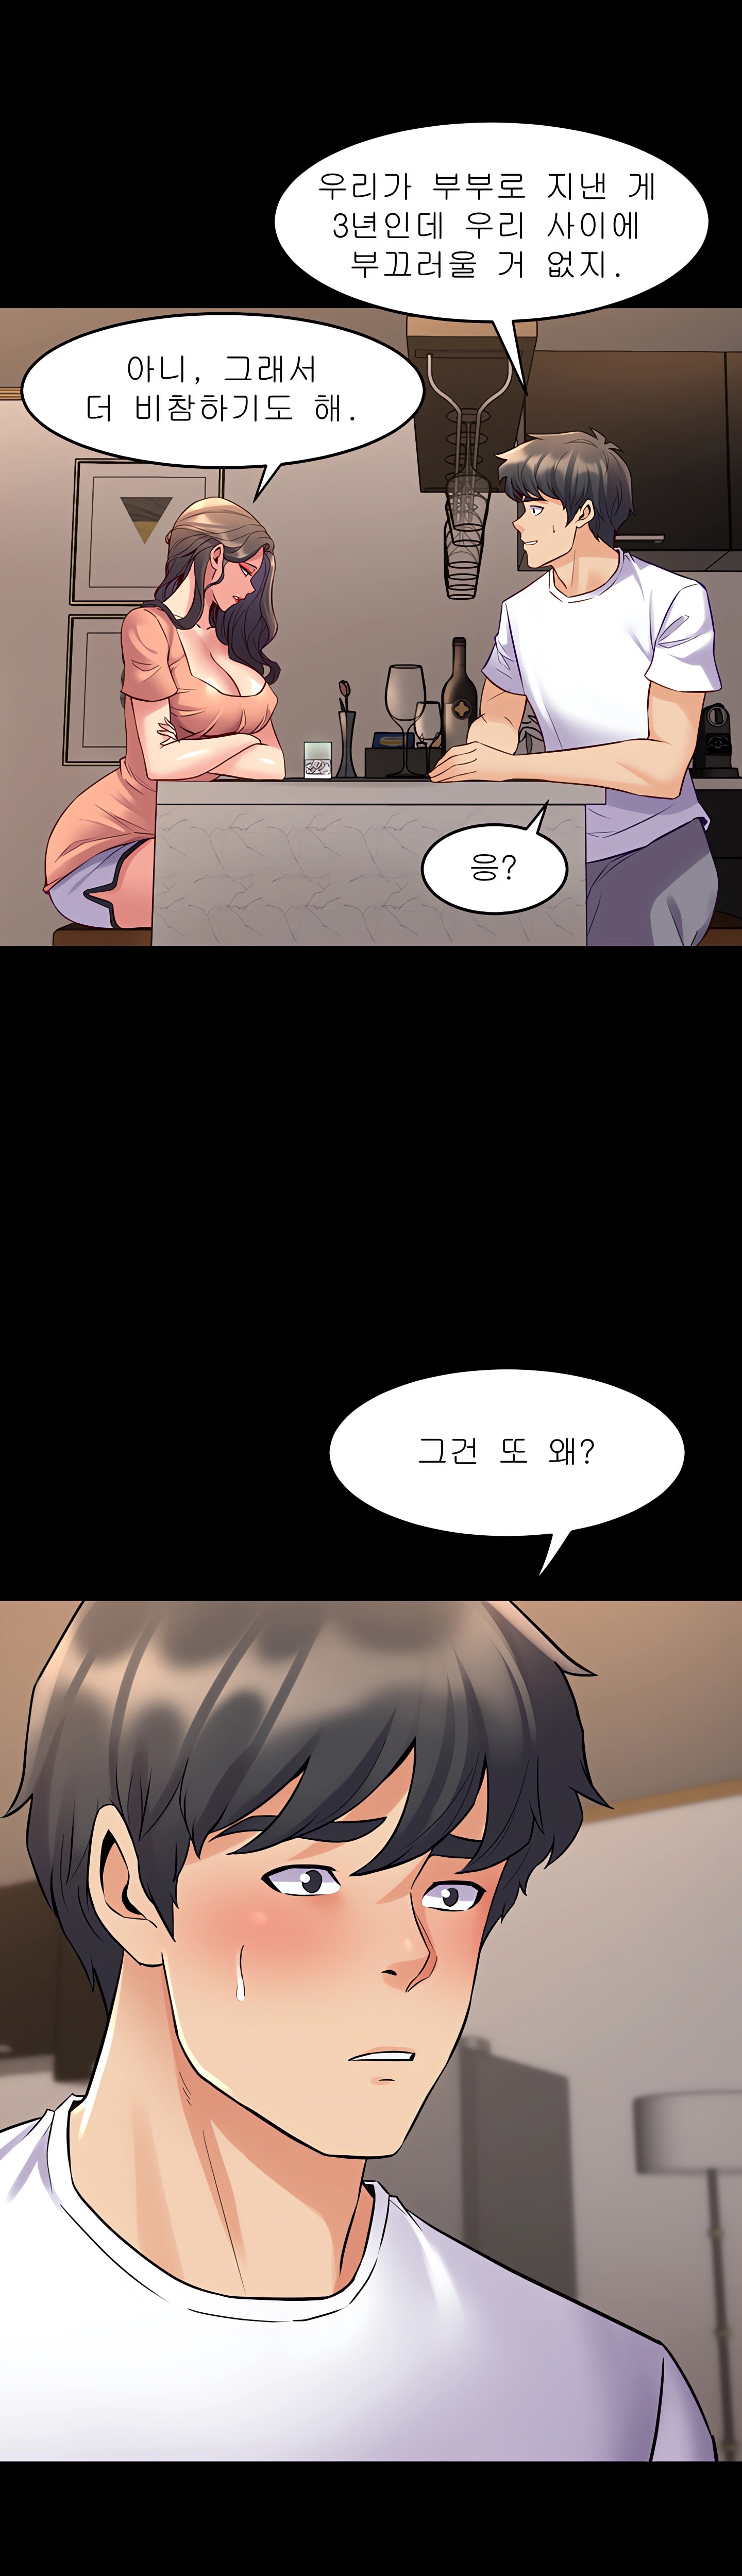 우리가 부부로 지낸 게
3년인데 우리 사이에
부끄러울 거 없지.
아니, 그래서
더 비참하기도 해.
응?
그건 또 왜?